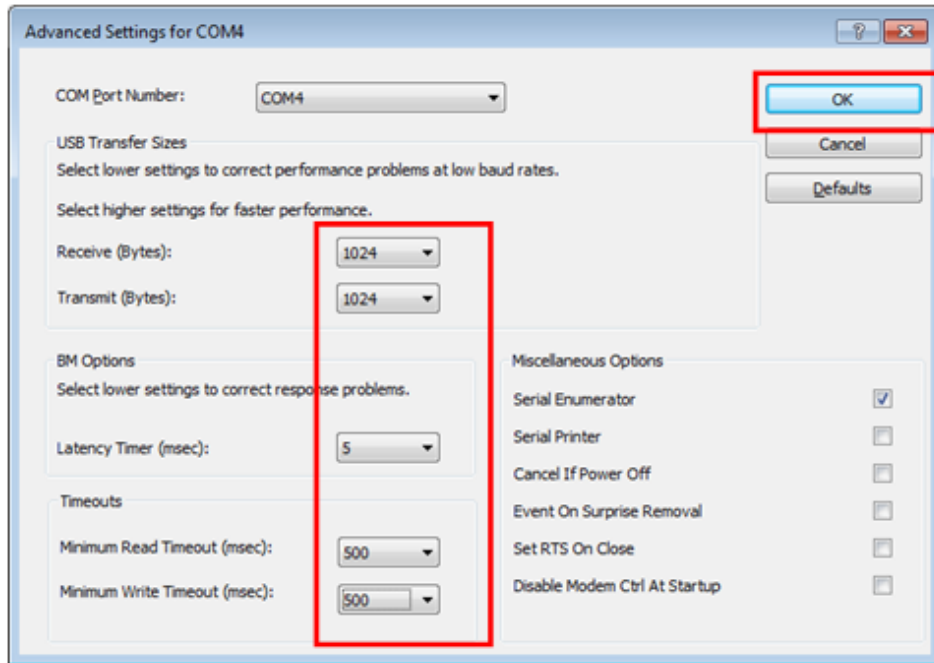 Advanced Settings for COM4
COM Port Number: COM4
OK
USB Transfer Sizes
Cancel
Select lower settings to correct performance problems at low baud rates.
Defaults
Select higher settings for faster performance.
Receive (Bytes): 1024
Transmit (Bytes): 1024
BM Options
Select lower settings to correct response problems.
Latency Timer (msec): 5
Timeouts
Minimum Read Timeout (msec): 500
Minimum Write Timeout (msec): 500
Miscellaneous Options
Serial Enumerator
Serial Printer
Cancel If Power Off
Event On Surprise Removal
Set RTS On Close
Disable Modem Ctrl At Startup